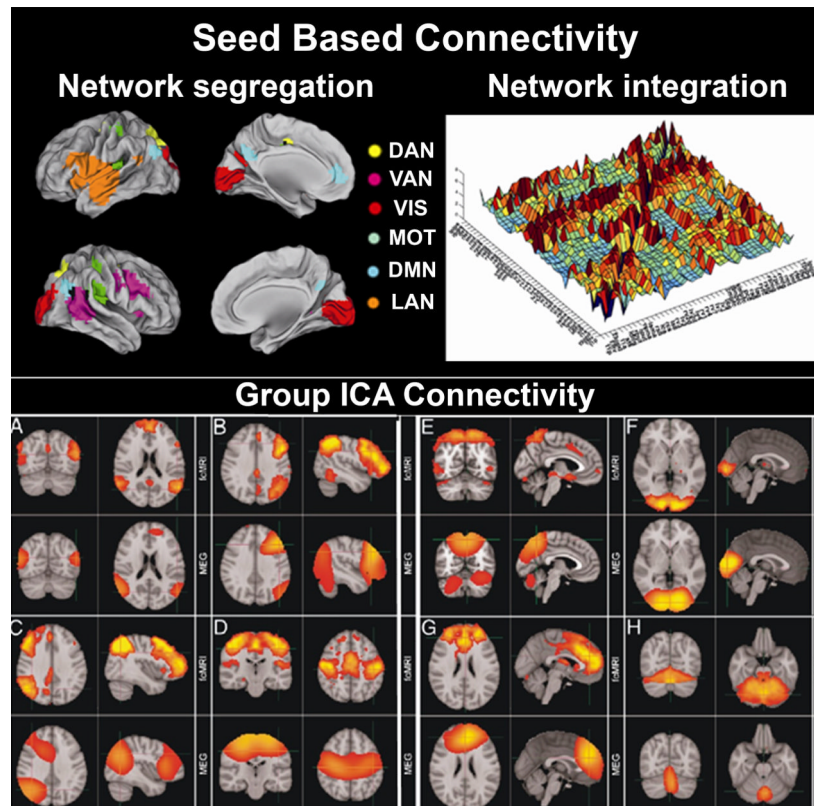 Seed Based Connectivity
Network segregation
Network integration
DAN
VAN
VIS
MOT
DMN
LAN
Group ICA Connectivity
A
B
E
F
fcMRI
fcMRI
MEG
MEG
C
D
G
H
fcMRI
fcMRI
MEG
MEG